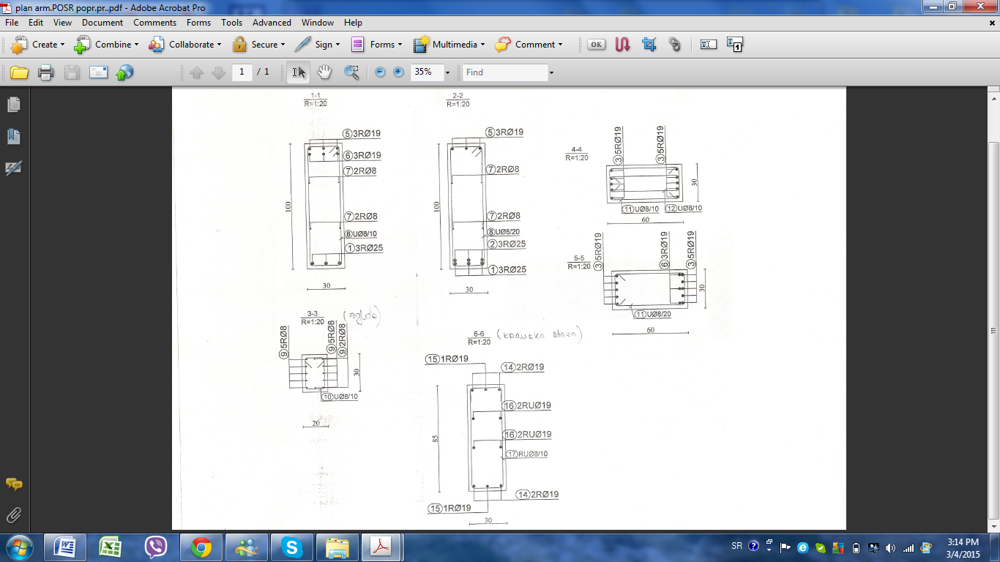 plan arm.POSR popr.pr..pdf - Adobe Acrobat Pro
File Edit View Document Comments Forms Tools Advanced Window Help
Create Combine Collaborate Secure Sign Forms Multimedia Comment OK
1 / 1 35% Find
1-1
R=1:20
5 3RØ19
6 3RØ19
7 2RØ8
7 2RØ8
8 UØ8/10
1 3RØ25
100
30
2-2
R=1:20
5 3RØ19
7 2RØ8
7 2RØ8
8 UØ8/20
2 3RØ25
1 3RØ25
100
30
4-4
R=1:20
3 5RØ19
3 5RØ19
11 UØ8/10
12 UØ8/10
30
60
5-5
R=1:20
3 5RØ19
6 3RØ19
3 5RØ19
11 UØ8/20
30
60
3-3
R=1:20
(zglob)
9 5RØ8
9 5RØ8
9 2RØ8
10 UØ8/10
30
20
6-6
R=1:20
(kranska staza)
15 1RØ19
14 2RØ19
16 2RUØ19
16 2RUØ19
17 RUØ8/10
14 2RØ19
15 1RØ19
85
30
SR
3:14 PM
3/4/2015